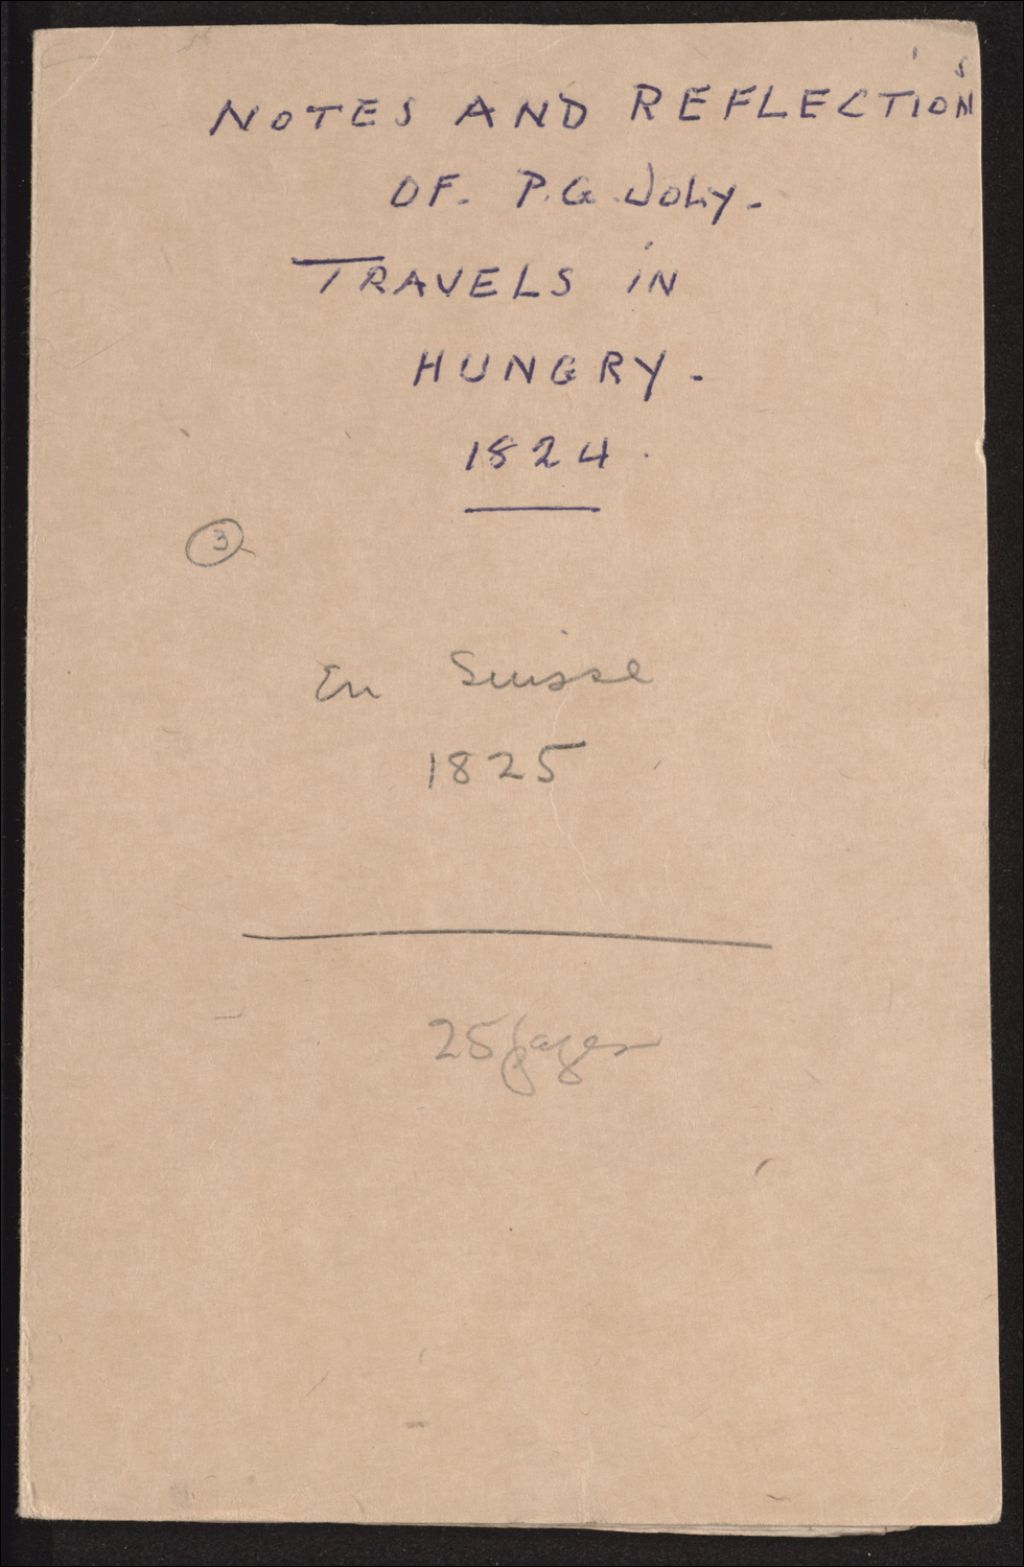 NOTES AND REFLECTIONS
OF. P.G. JOLY.
TRAVELS IN
HUNGRY.
1824.
3
En Suisse
1825
25 pages